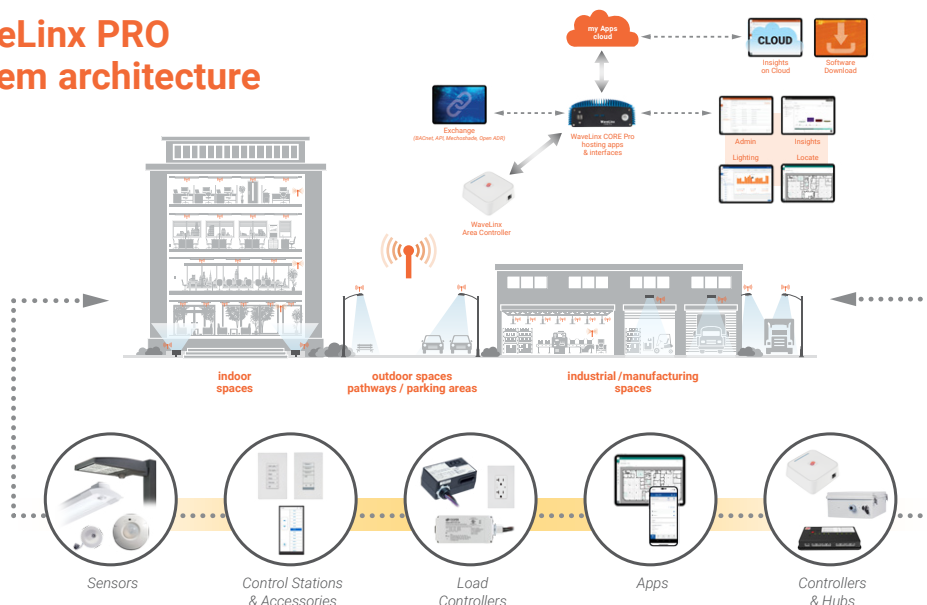 eLinx PRO
em architecture
my Apps
cloud
CLOUD
Insights
on Cloud
Software
Download
Exchange
(BACnet, API, Mechoshade, Open ADR)
WaveLinx CORE Pro
hosting apps
& interfaces
Admin
Insights
Lighting
Locate
WaveLinx
Area Controller
indoor
spaces
outdoor spaces
pathways / parking areas
industrial/manufacturing
spaces
Sensors
Control Stations
& Accessories
Load
Controllers
Apps
Controllers
& Hubs